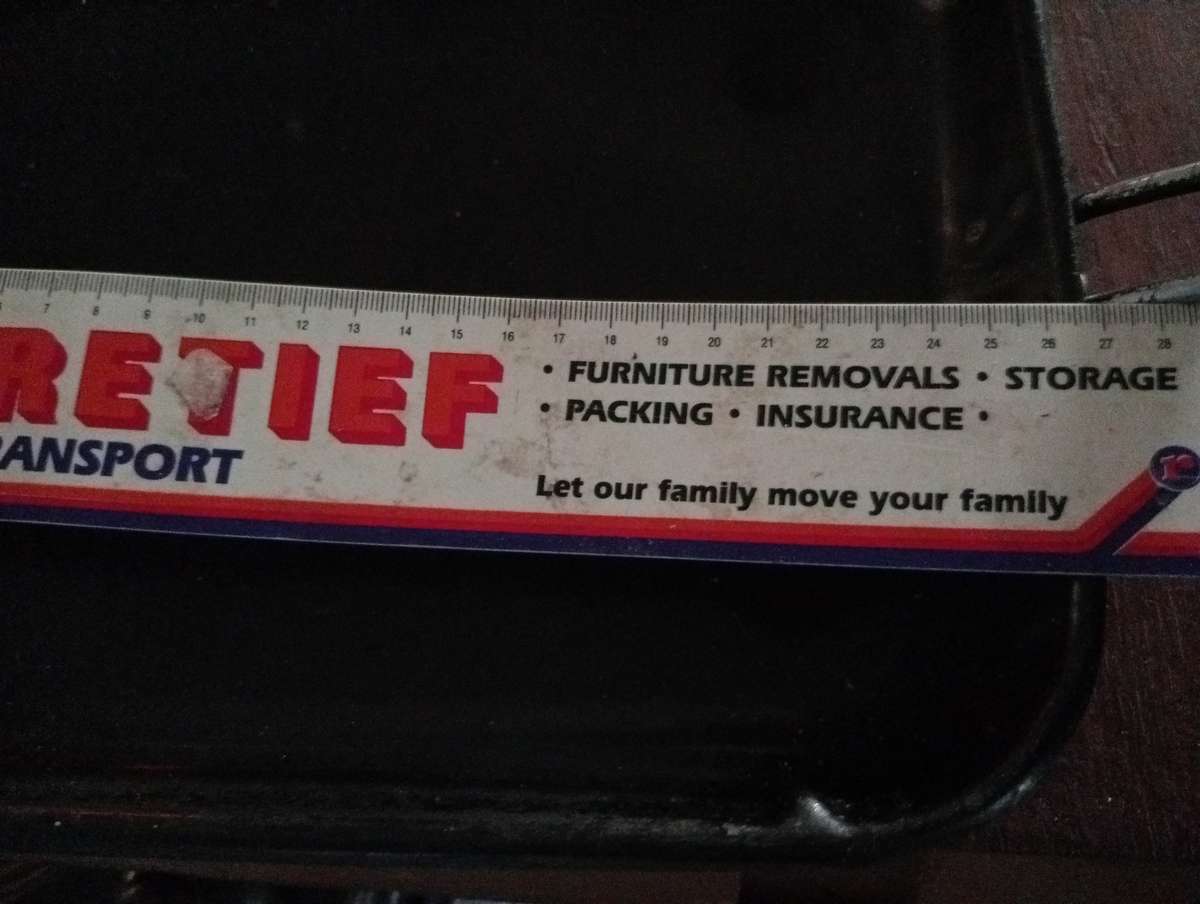 7 8 9 10 11 12 13 14 15 16 17 18 19 20 21 22 23 24 25 26 27 28
RETIEF
• FURNITURE REMOVALS • STORAGE
• PACKING • INSURANCE •
RANSPORT
Let our family move your family